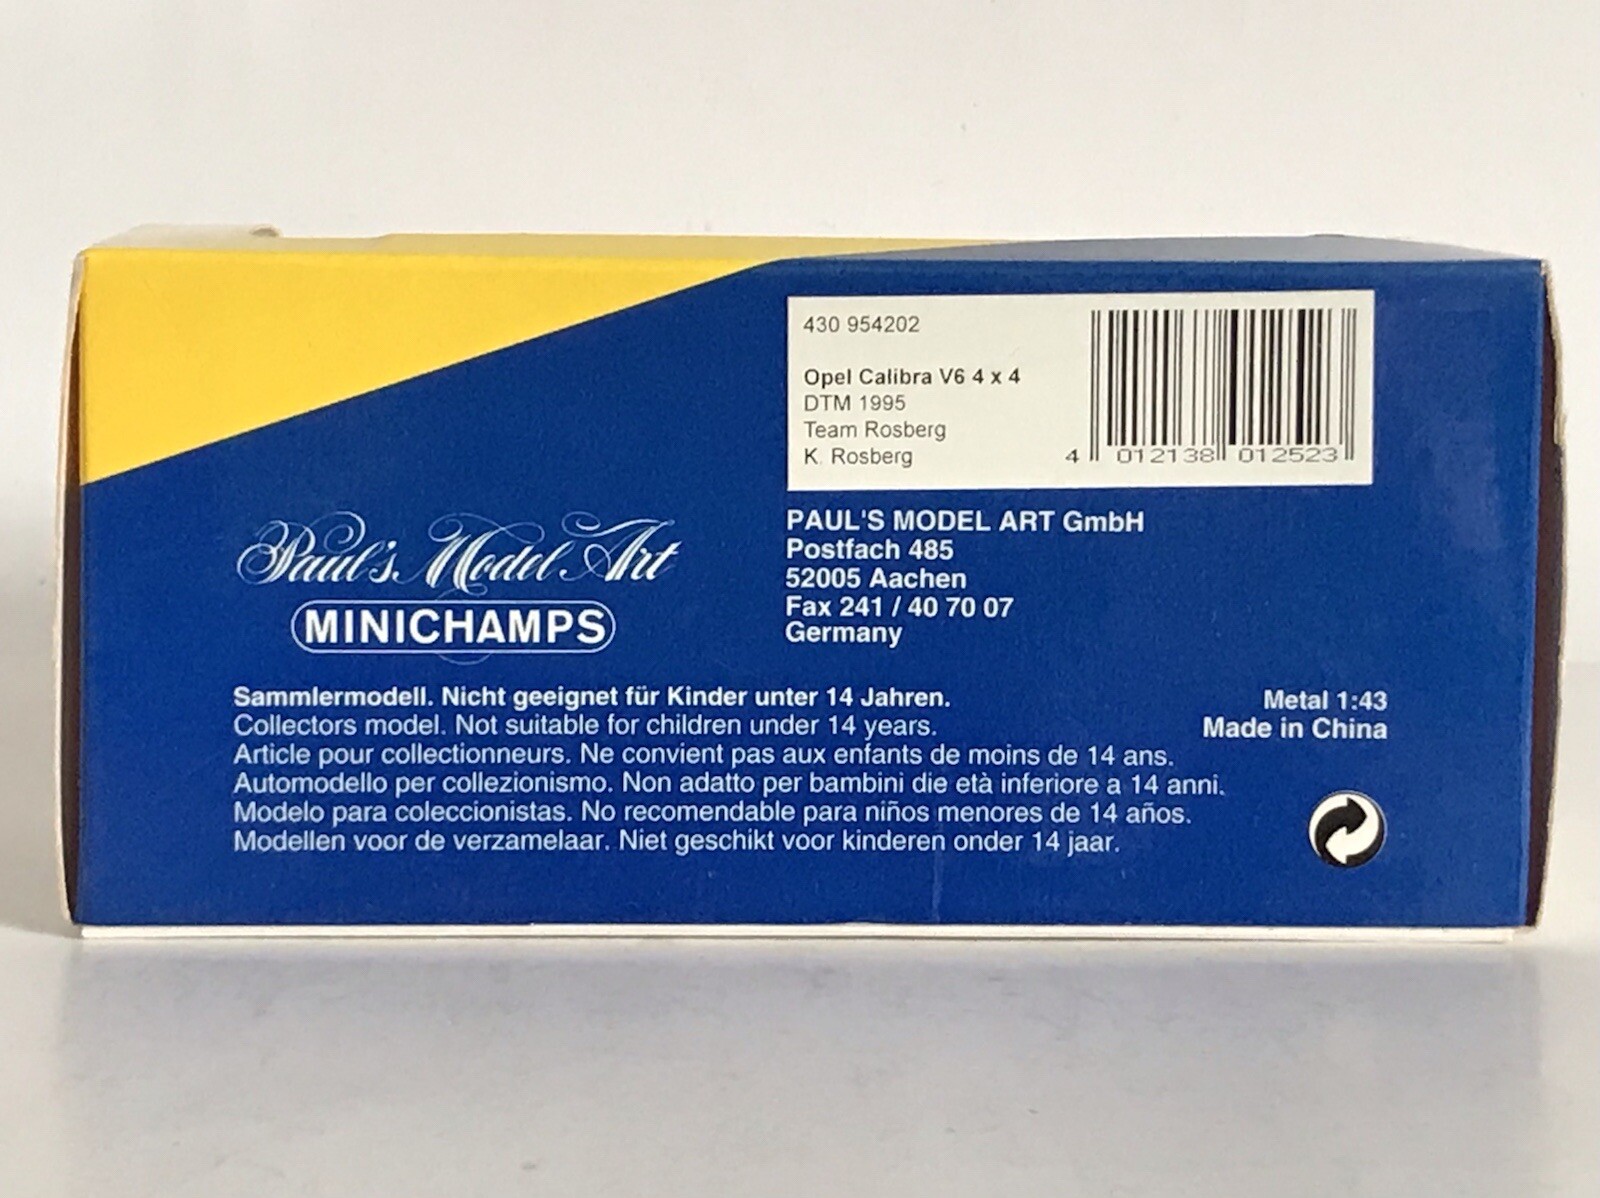 430 954202
Opel Calibra V6 4 x 4
DTM 1995
Team Rosberg
K. Rosberg
4 012138 012523
Paul's Model Art
MINICHAMPS
PAUL'S MODEL ART GmbH
Postfach 485
52005 Aachen
Fax 241 / 40 70 07
Germany
Sammlermodell. Nicht geeignet für Kinder unter 14 Jahren.
Collectors model. Not suitable for children under 14 years.
Article pour collectionneurs. Ne convient pas aux enfants de moins de 14 ans.
Automodello per collezionismo. Non adatto per bambini die età inferiore a 14 anni.
Modelo para coleccionistas. No recomendable para niños menores de 14 años.
Modellen voor de verzamelaar. Niet geschikt voor kinderen onder 14 jaar.
Metal 1:43
Made in China